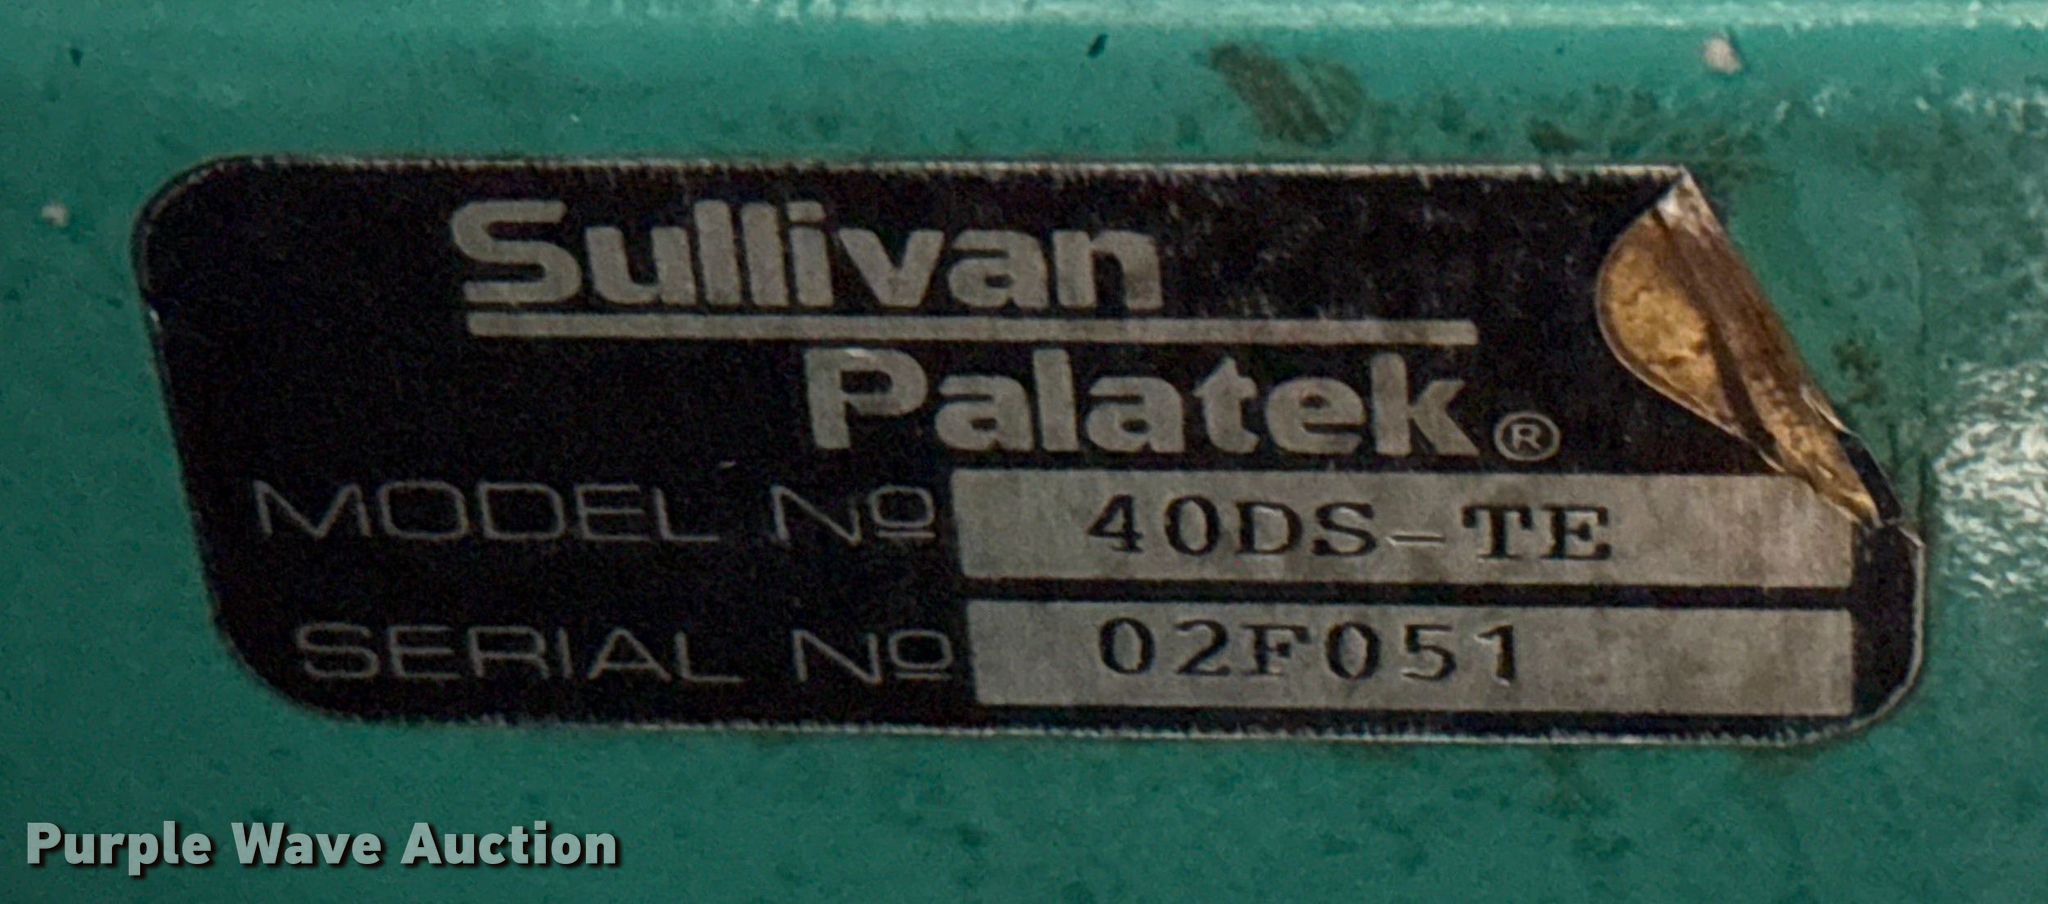 Sullivan
Palatek®
MODEL Nº 40DS-TE
SERIAL Nº 02F051
Purple Wave Auction